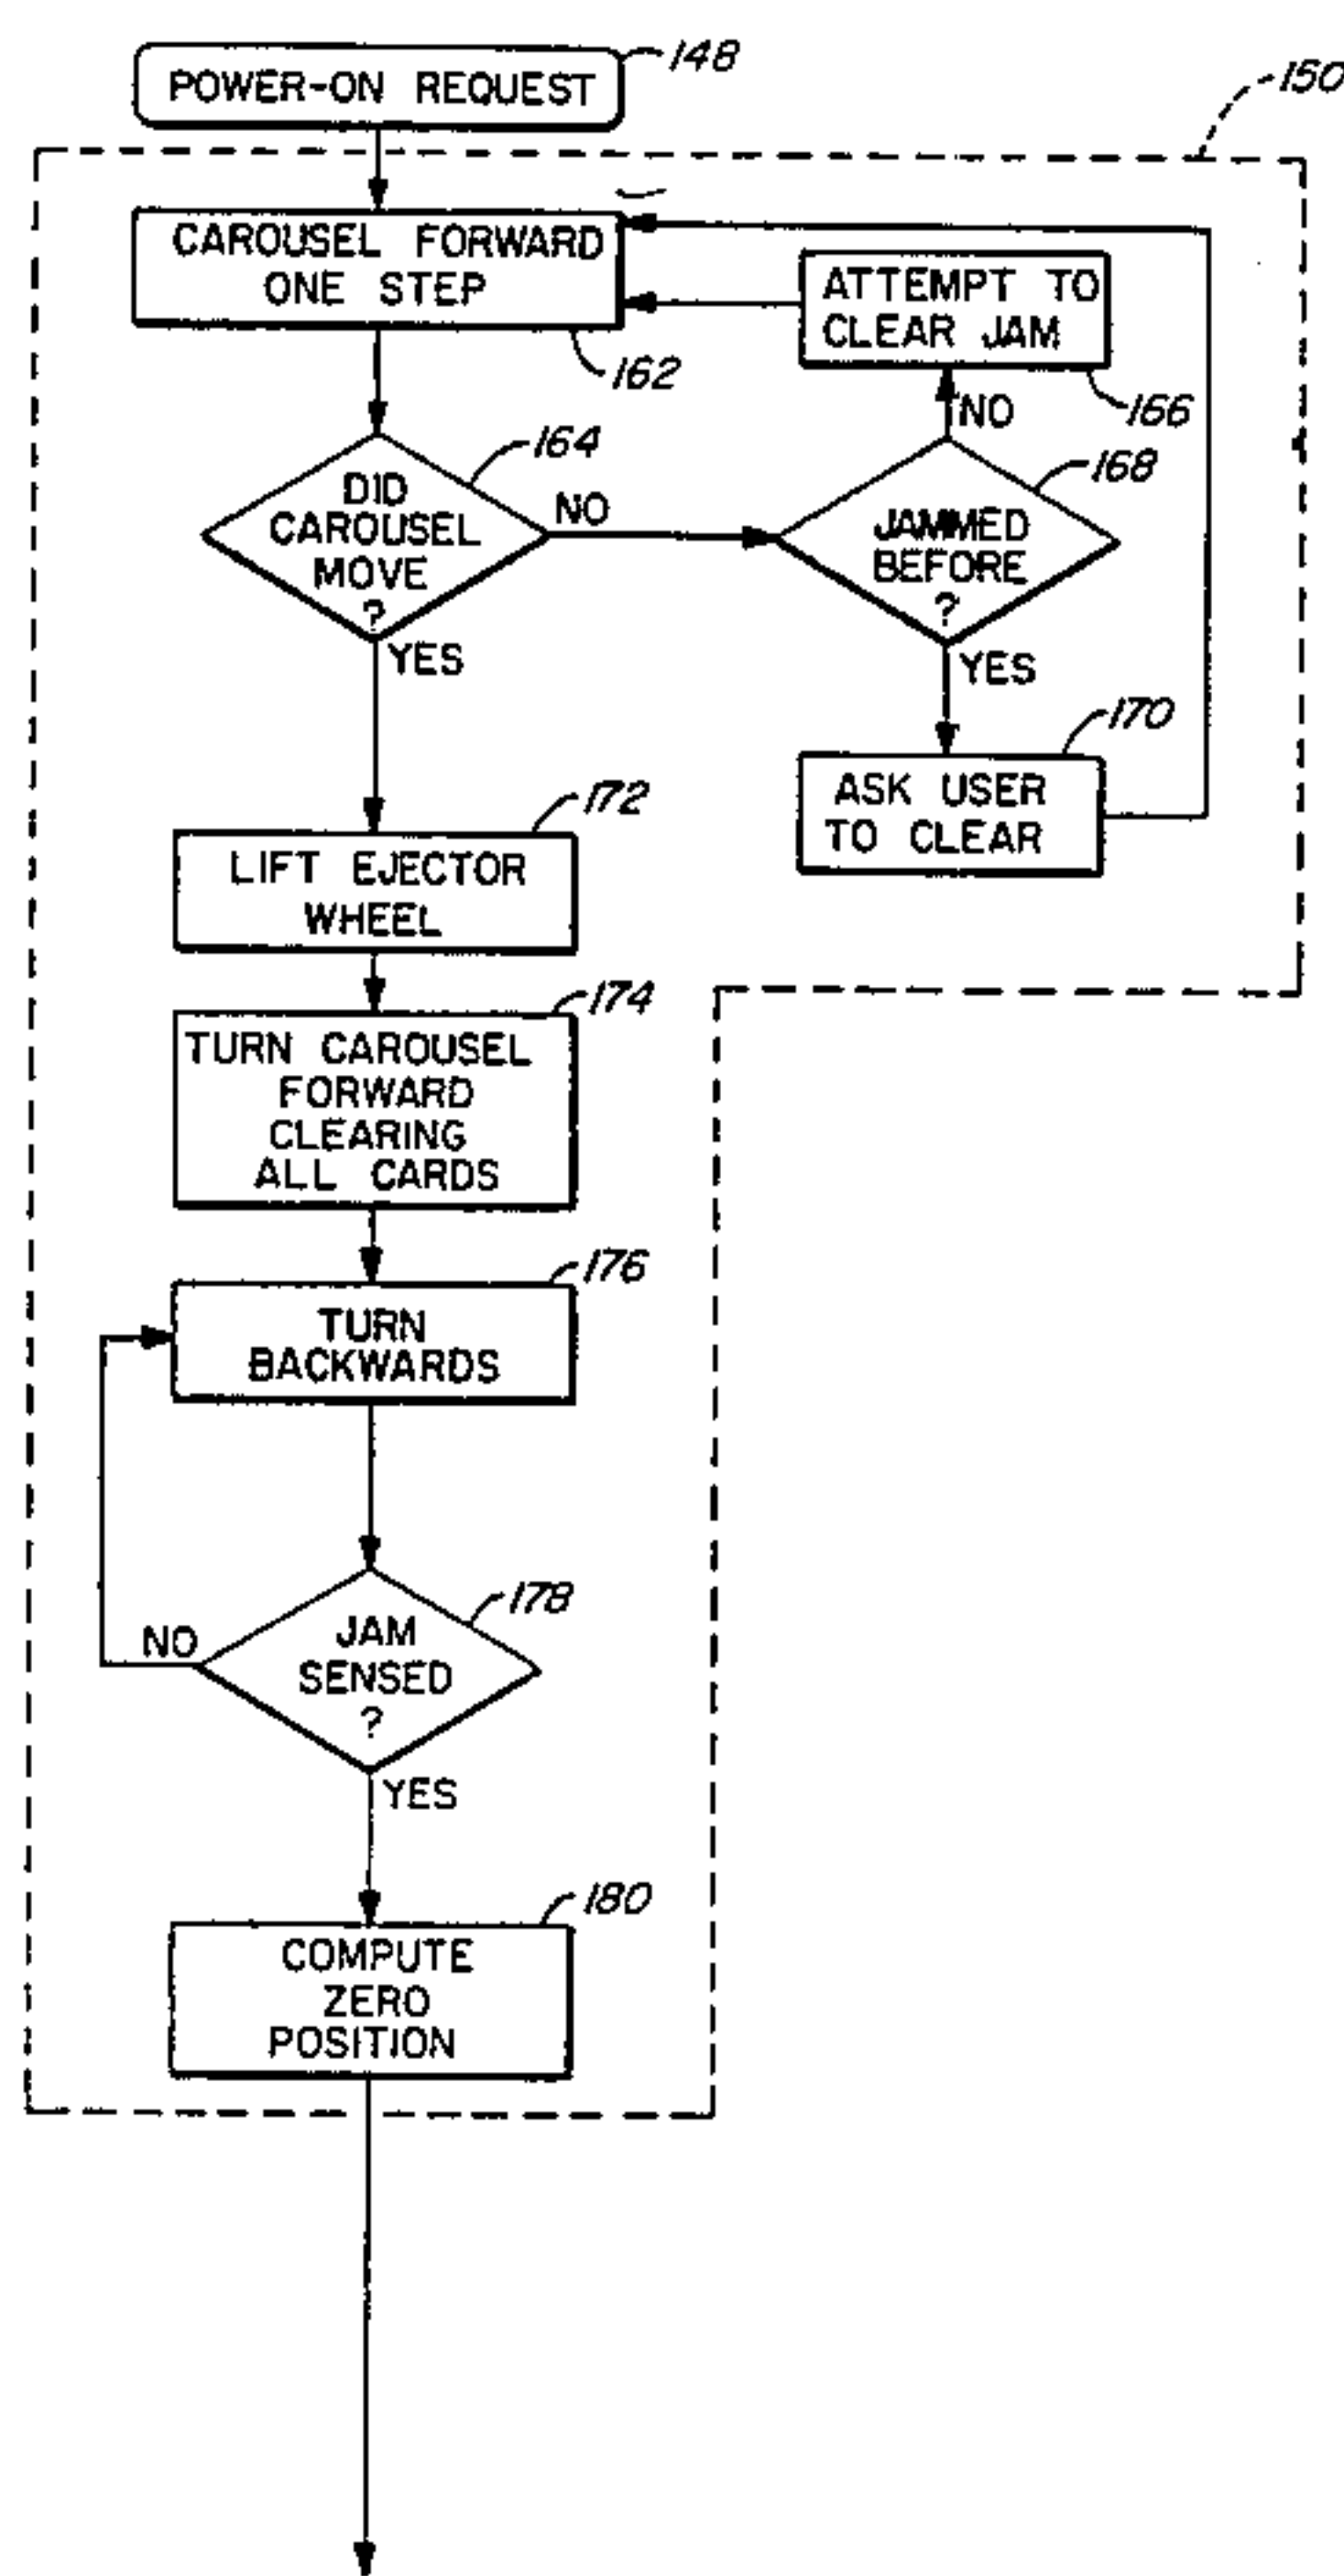 POWER-ON REQUEST
148
150
CAROUSEL FORWARD
ONE STEP
162
ATTEMPT TO
CLEAR JAM
166
NO
164
DID
CAROUSEL
MOVE
?
NO
YES
168
JAMMED
BEFORE
?
YES
170
ASK USER
TO CLEAR
172
LIFT EJECTOR
WHEEL
174
TURN CAROUSEL
FORWARD
CLEARING
ALL CARDS
176
TURN
BACKWARDS
178
JAM
SENSED
?
NO
YES
180
COMPUTE
ZERO
POSITION